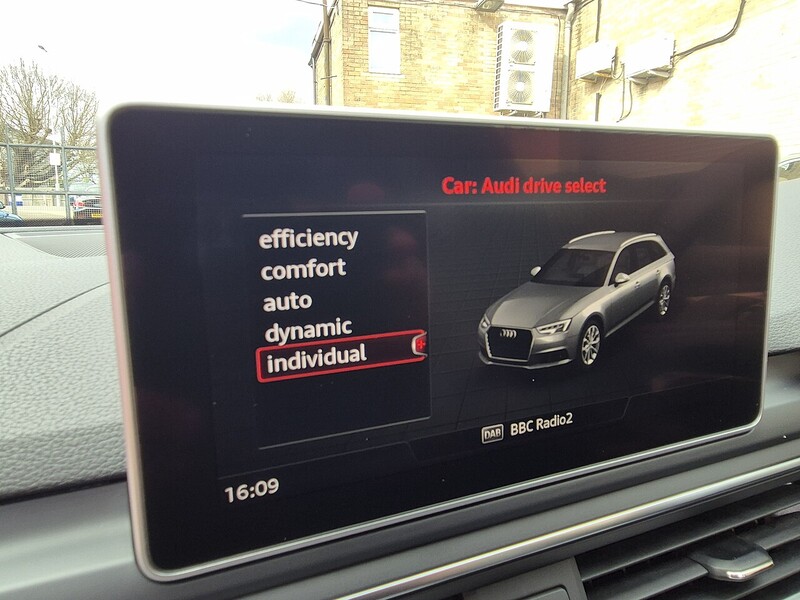 Car: Audi drive select
efficiency
comfort
auto
dynamic
individual
DAB BBC Radio2
16:09